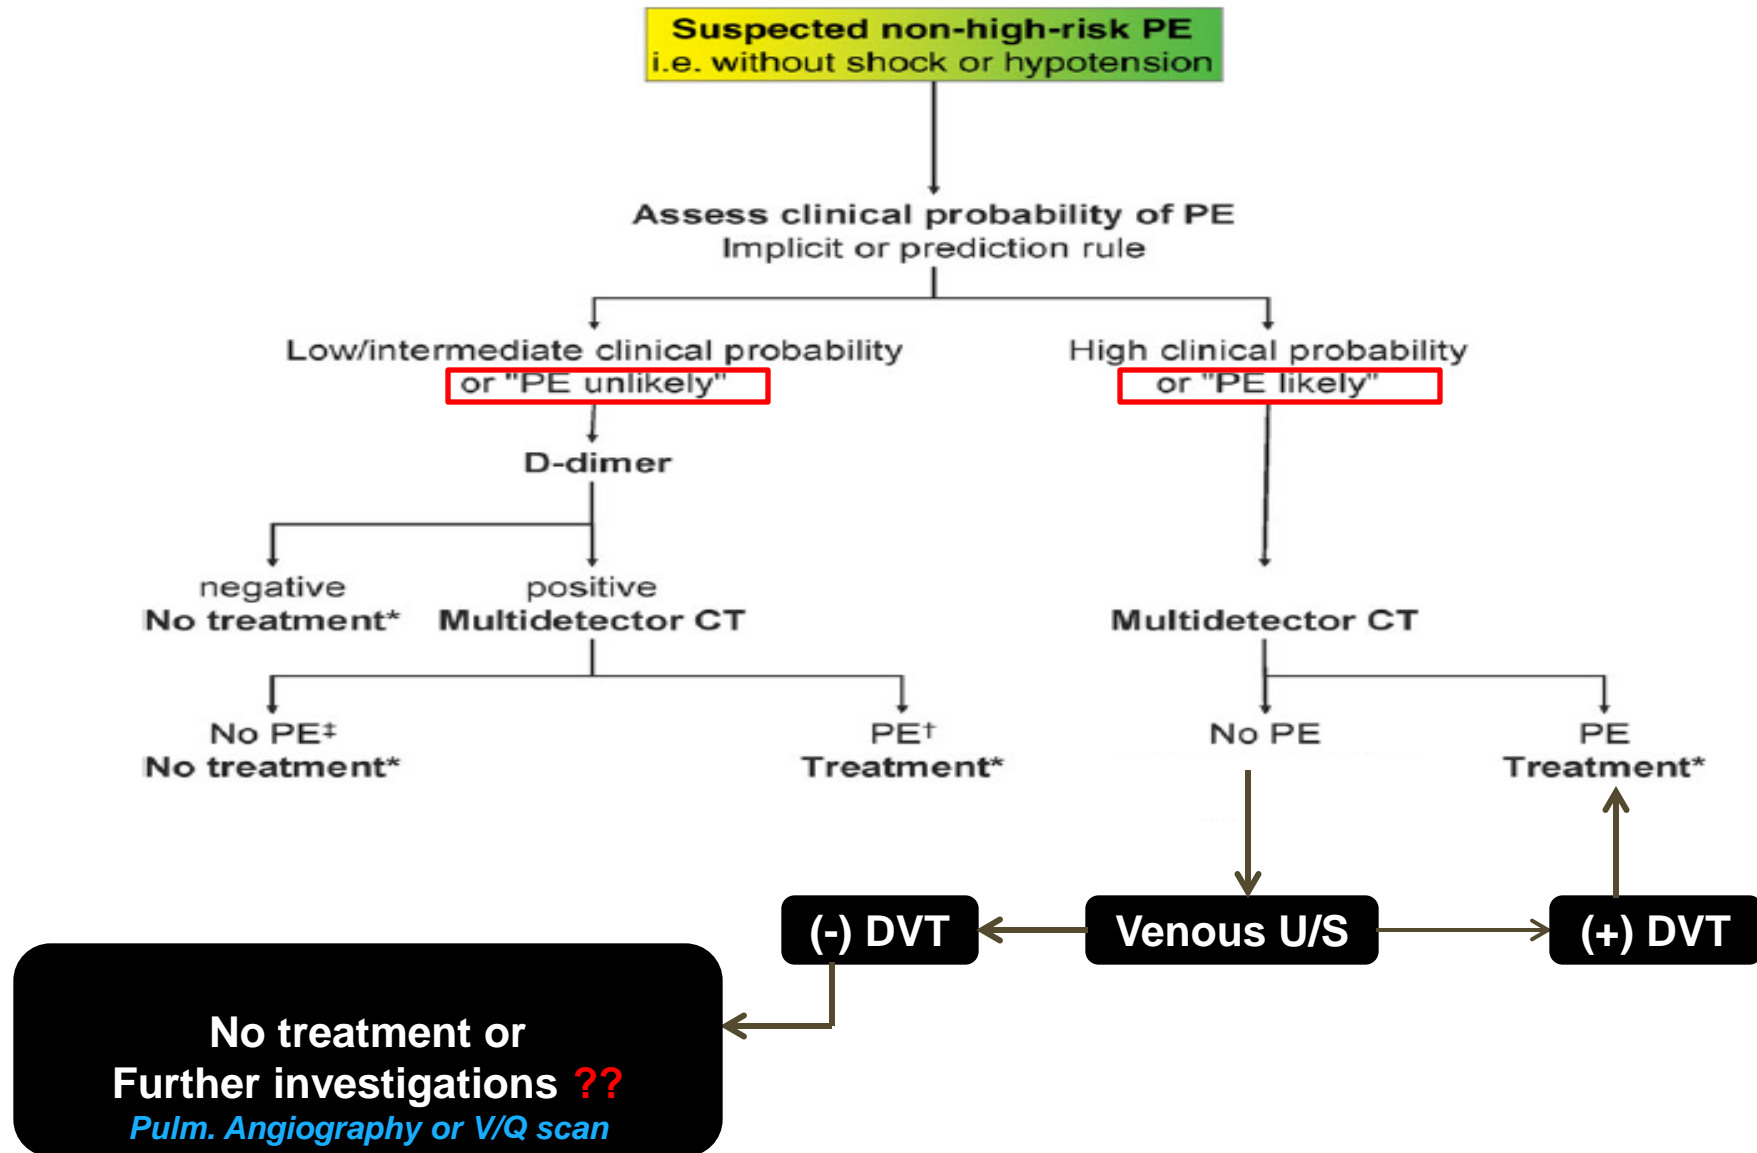 Suspected non-high-risk PE
i.e. without shock or hypotension
Assess clinical probability of PE
Implicit or prediction rule
Low/intermediate clinical probability
or "PE unlikely"
High clinical probability
or "PE likely"
D-dimer
negative
No treatment*
positive
Multidetector CT
Multidetector CT
No PE‡
No treatment*
PE†
Treatment*
No PE
PE
Treatment*
(-) DVT
Venous U/S
(+) DVT
No treatment or
Further investigations ??
Pulm. Angiography or V/Q scan